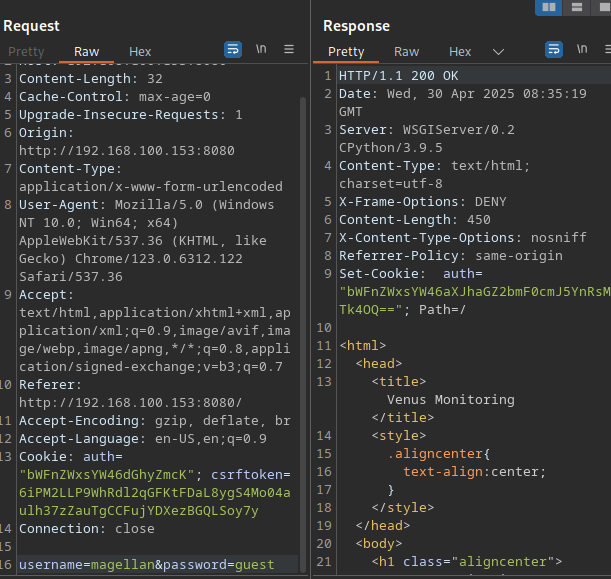 Request
Pretty Raw Hex \n
3 Content-Length: 32
4 Cache-Control: max-age=0
5 Upgrade-Insecure-Requests: 1
6 Origin:
http://192.168.100.153:8080
7 Content-Type:
application/x-www-form-urlencoded
8 User-Agent: Mozilla/5.0 (Windows
NT 10.0; Win64; x64)
AppleWebKit/537.36 (KHTML, like
Gecko) Chrome/123.0.6312.122
Safari/537.36
9 Accept:
text/html,application/xhtml+xml,ap
plication/xml;q=0.9,image/avif,ima
ge/webp,image/apng,*/*;q=0.8,appli
cation/signed-exchange;v=b3;q=0.7
10 Referer:
http://192.168.100.153:8080/
11 Accept-Encoding: gzip, deflate, br
12 Accept-Language: en-US,en;q=0.9
13 Cookie: auth=
"bWFnZWxsYW46dGhyZmcK"; csrftoken=
6iPM2LLP9WhRdl2qGFKtFDaL8ygS4Mo04a
ulh37zZauTgCCFujYDXezBGQLSoy7y
14 Connection: close
15
16 username=magellan&password=guest
Response
Pretty Raw Hex \n
1 HTTP/1.1 200 OK
2 Date: Wed, 30 Apr 2025 08:35:19
GMT
3 Server: WSGIServer/0.2
CPython/3.9.5
4 Content-Type: text/html;
charset=utf-8
5 X-Frame-Options: DENY
6 Content-Length: 450
7 X-Content-Type-Options: nosniff
8 Referrer-Policy: same-origin
9 Set-Cookie:  auth=
"bWFnZWxsYW46aXJhaGZ2bmF0cmJ5YnRsM
Tk4OQ=="; Path=/
10
11 <html>
12 <head>
13 <title>
Venus Monitoring
</title>
14 <style>
15 .aligncenter{
16 text-align:center;
17 }
18 </style>
19 </head>
20 <body>
21 <h1 class="aligncenter">